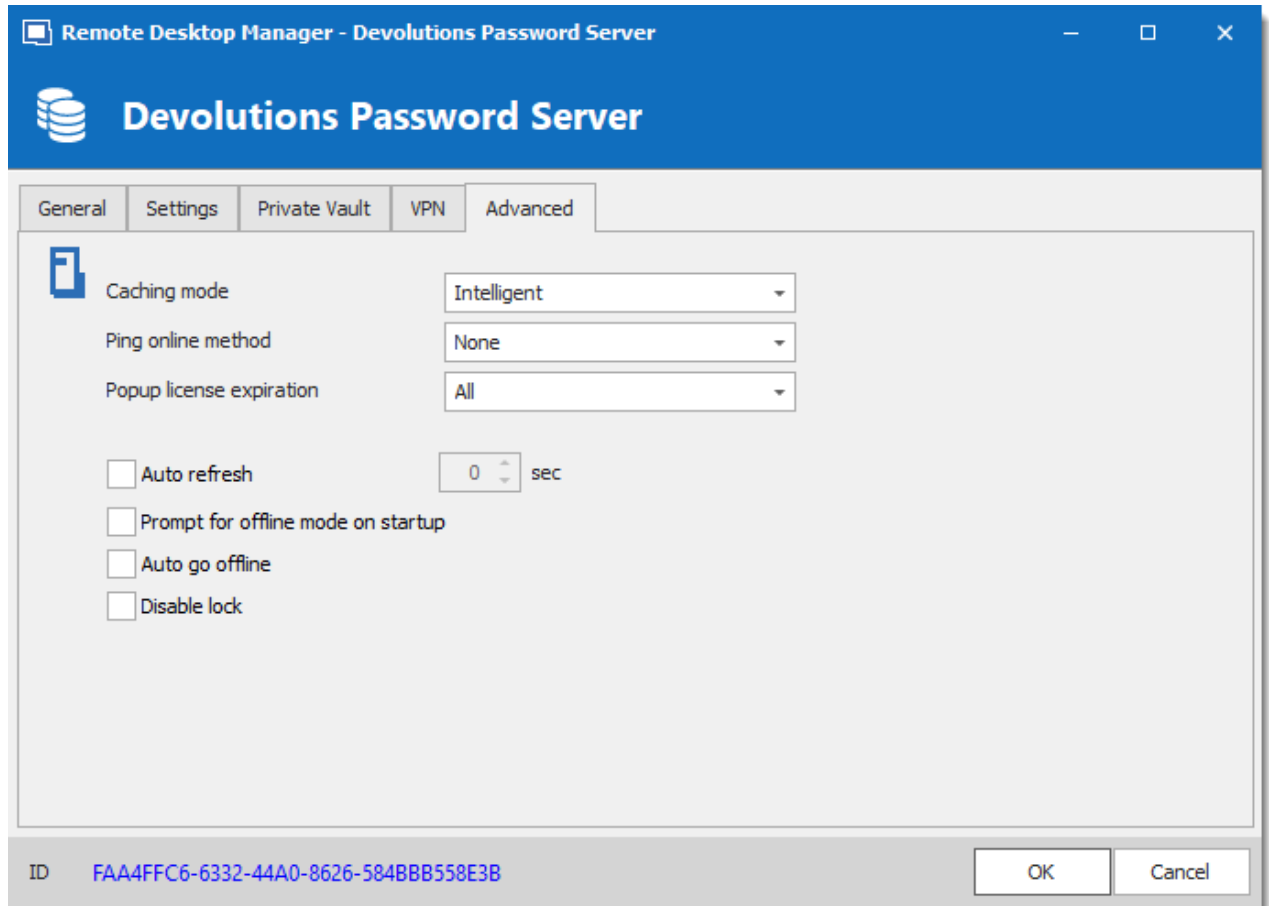 Remote Desktop Manager - Devolutions Password Server
Devolutions Password Server
General Settings Private Vault VPN Advanced
Caching mode Intelligent
Ping online method None
Popup license expiration All
Auto refresh 0 sec
Prompt for offline mode on startup
Auto go offline
Disable lock
ID FAA4FFC6-6332-44A0-8626-584BBB558E3B OK Cancel